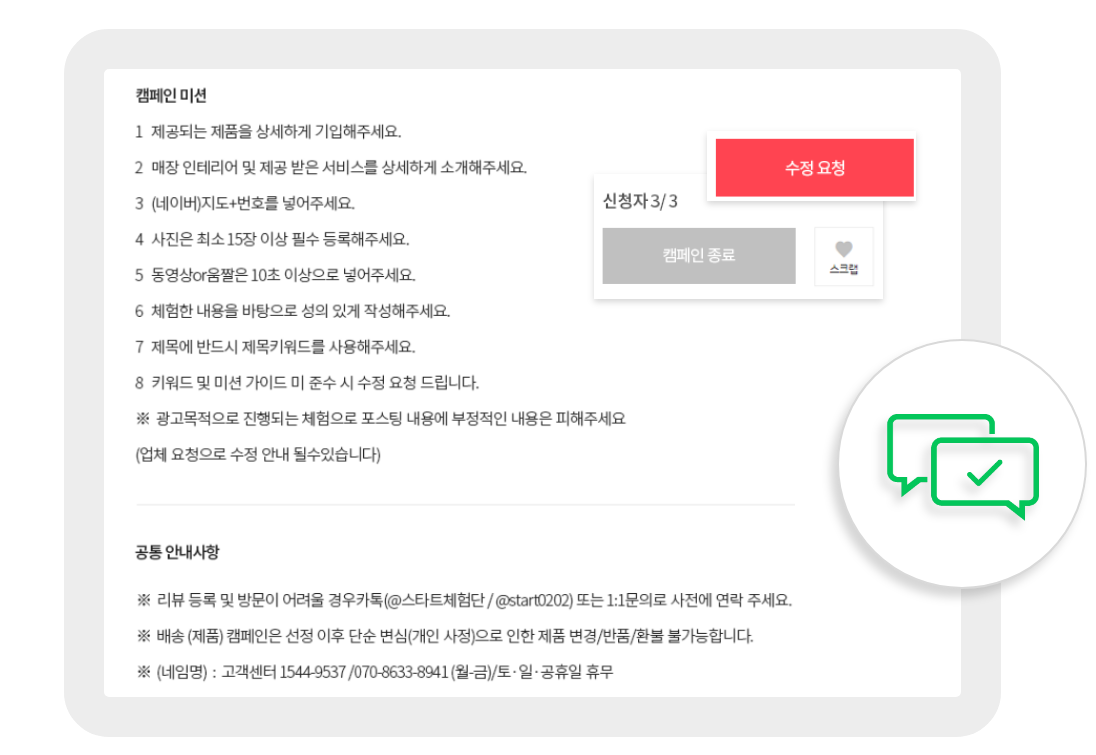 캠페인 미션
1 제공되는 제품을 상세하게 기입해주세요.
2 매장 인테리어 및 제공 받은 서비스를 상세하게 소개해주세요.
3 (네이버)지도+번호를 넣어주세요.
4 사진은 최소 15장 이상 필수 등록해주세요.
5 동영상or움짤은 10초 이상으로 넣어주세요.
6 체험한 내용을 바탕으로 성의 있게 작성해주세요.
7 제목에 반드시 제목키워드를 사용해주세요.
8 키워드 및 미션 가이드 미 준수 시 수정 요청 드립니다.
※ 광고목적으로 진행되는 체험으로 포스팅 내용에 부정적인 내용은 피해주세요
(업체 요청으로 수정 안내 될수있습니다)
수정 요청
신청자 3/ 3
캠페인 종료
스크랩
공통 안내사항
※ 리뷰 등록 및 방문이 어려울 경우카톡(@스타트체험단 / @start0202) 또는 1:1문의로 사전에 연락 주세요.
※ 배송 (제품) 캠페인은 선정 이후 단순 변심(개인 사정)으로 인한 제품 변경/반품/환불 불가능합니다.
※ (네임명) : 고객센터 1544-9537 /070-8633-8941 (월-금)/토·일·공휴일 휴무